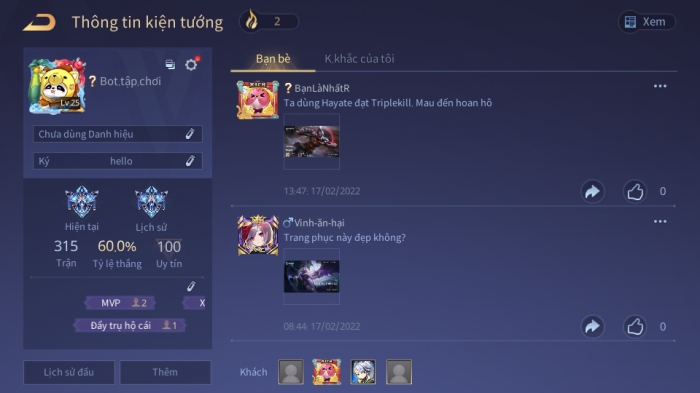 Thông tin kiện tướng
2
Xem
? Bot.tập.chơi
Lv.25
Chưa dùng Danh hiệu
Ký hello
Hiện tại Lịch sử
315 60.0% 100
Trận Tỷ lệ thắng Uy tín
MVP 2 X
Đẩy trụ hộ cái 1
Lịch sử đấu Thêm
Bạn bè K.khắc của tôi
? BạnLàNhấtR
Ta dùng Hayate đạt Triplekill. Mau đến hoan hô
13:47: 17/02/2022 0
Vinh-ăn-hại
Trang phục này đẹp không?
08:44: 17/02/2022 0
Khách